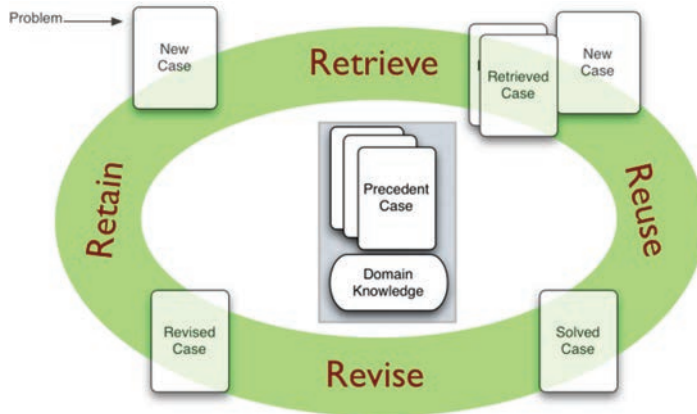 Problem
New
Case
Retrieve
Retrieved
Case
New
Case
Retain
Precedent
Case
Domain
Knowledge
Reuse
Revised
Case
Revise
Solved
Case